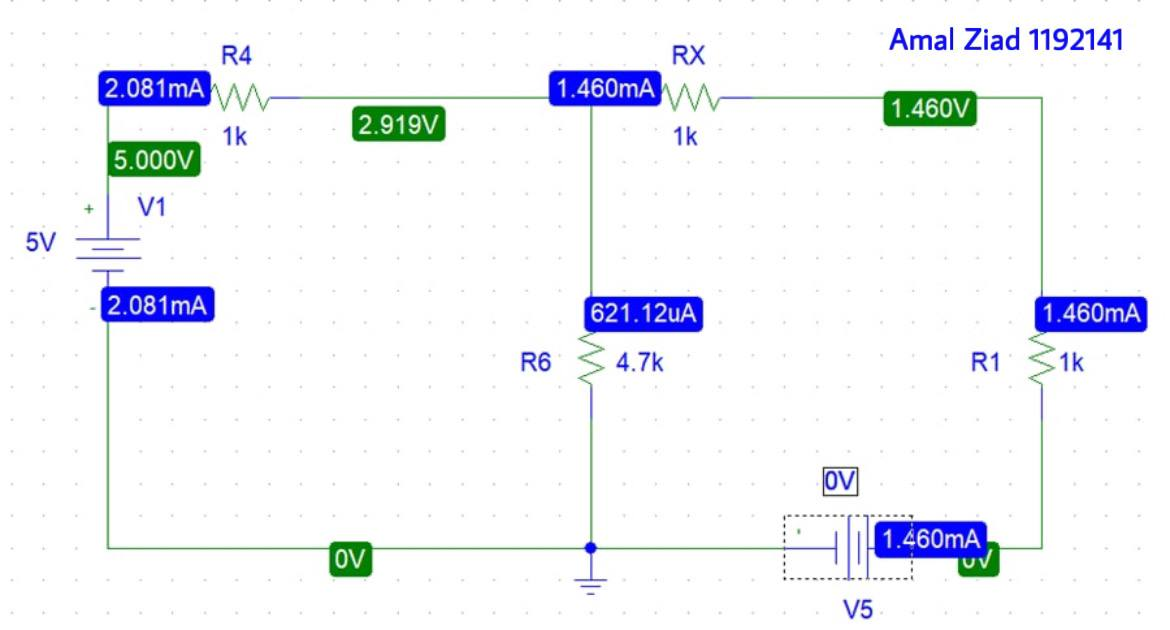 Amal Ziad 1192141
R4
RX
2.081mA
1.460mA
1k
2.919V
1k
1.460V
5.000V
+
V1
5V
-
2.081mA
621.12uA
1.460mA
R6
4.7k
R1
1k
0V
1.460mA
0V
0V
V5